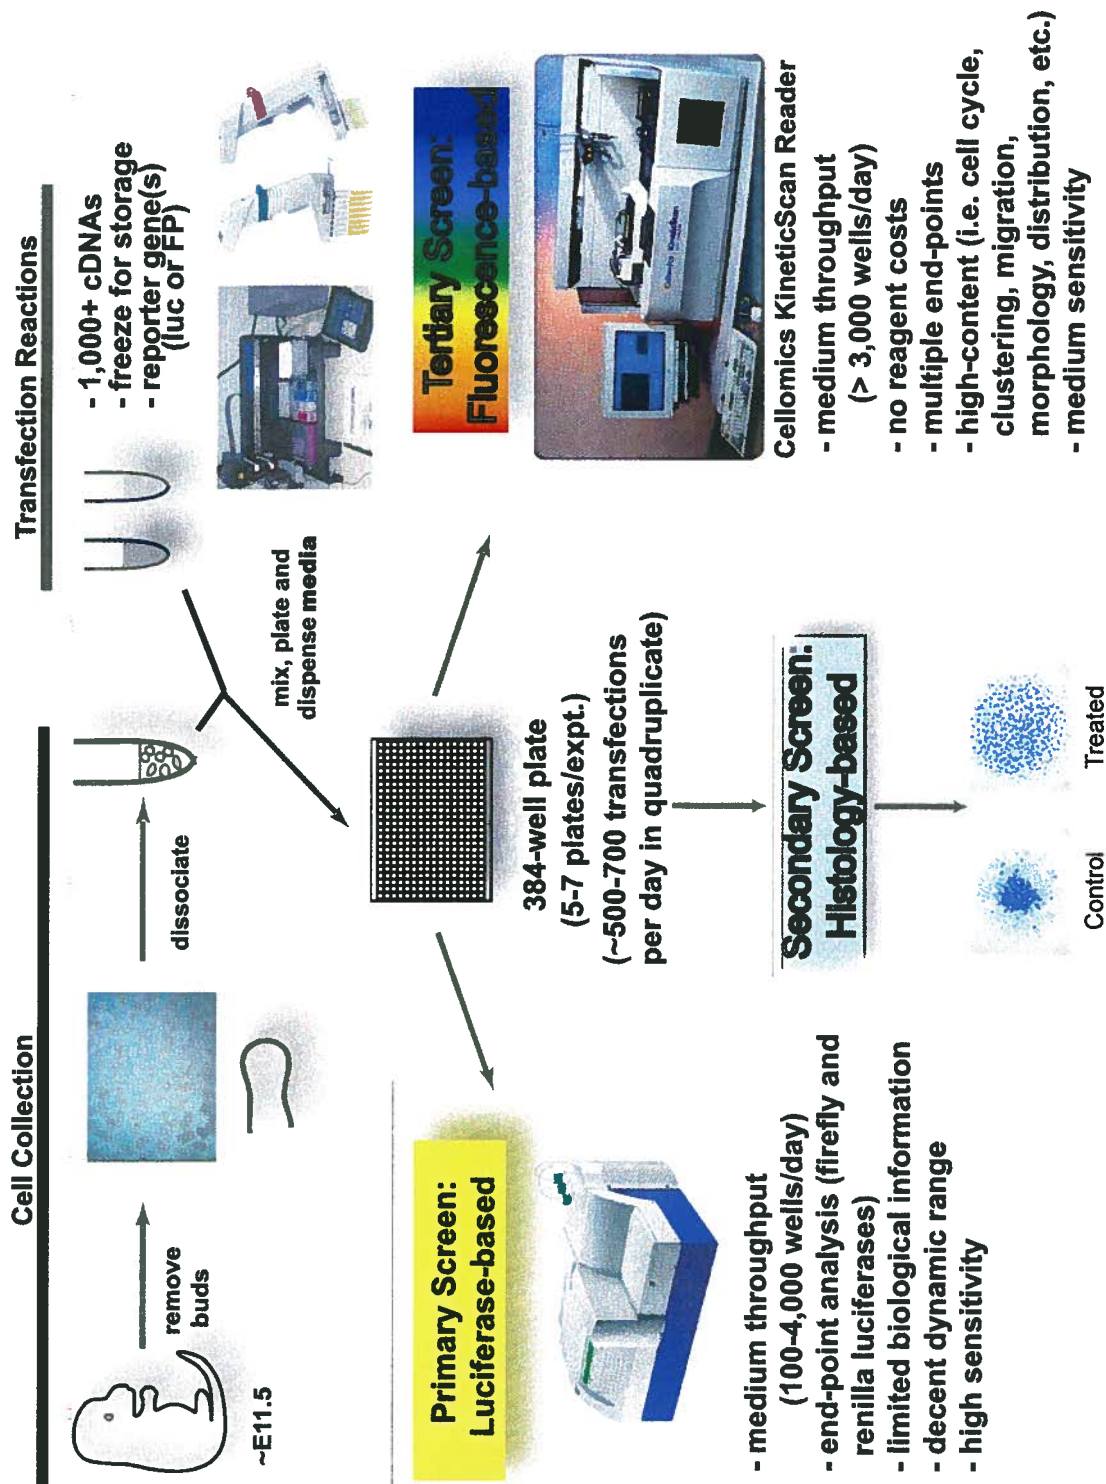 Cell Collection
Transfection Reactions
~E11.5
remove
buds
dissociate
- 1,000+ cDNAs
- freeze for storage
- reporter gene(s)
(luc or FP)
mix, plate and
dispense media
384-well plate
(5-7 plates/expt.)
(~500-700 transfections
per day in quadruplicate)
Primary Screen:
Luciferase-based
- medium throughput
(100-4,000 wells/day)
- end-point analysis (firefly and
renilla luciferases)
- limited biological information
- decent dynamic range
- high sensitivity
Secondary Screen:
Histology-based
Control
Treated
Tertiary Screen:
Fluorescence-based
Cellomics KineticScan Reader
- medium throughput
(> 3,000 wells/day)
- no reagent costs
- multiple end-points
- high-content (i.e. cell cycle,
clustering, migration,
morphology, distribution, etc.)
- medium sensitivity